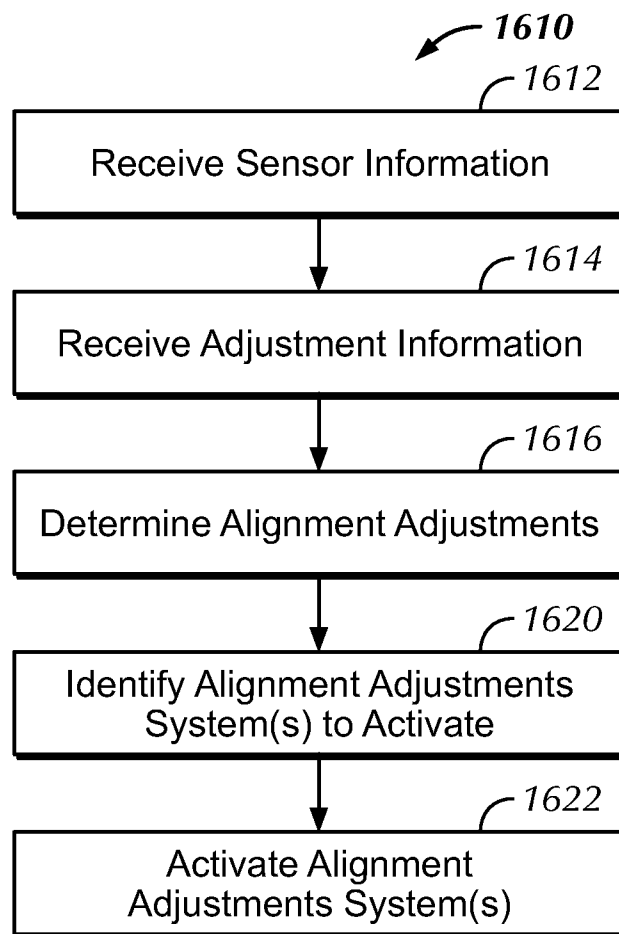 1610
1612
Receive Sensor Information
1614
Receive Adjustment Information
1616
Determine Alignment Adjustments
1620
Identify Alignment Adjustments
System(s) to Activate
1622
Activate Alignment
Adjustments System(s)